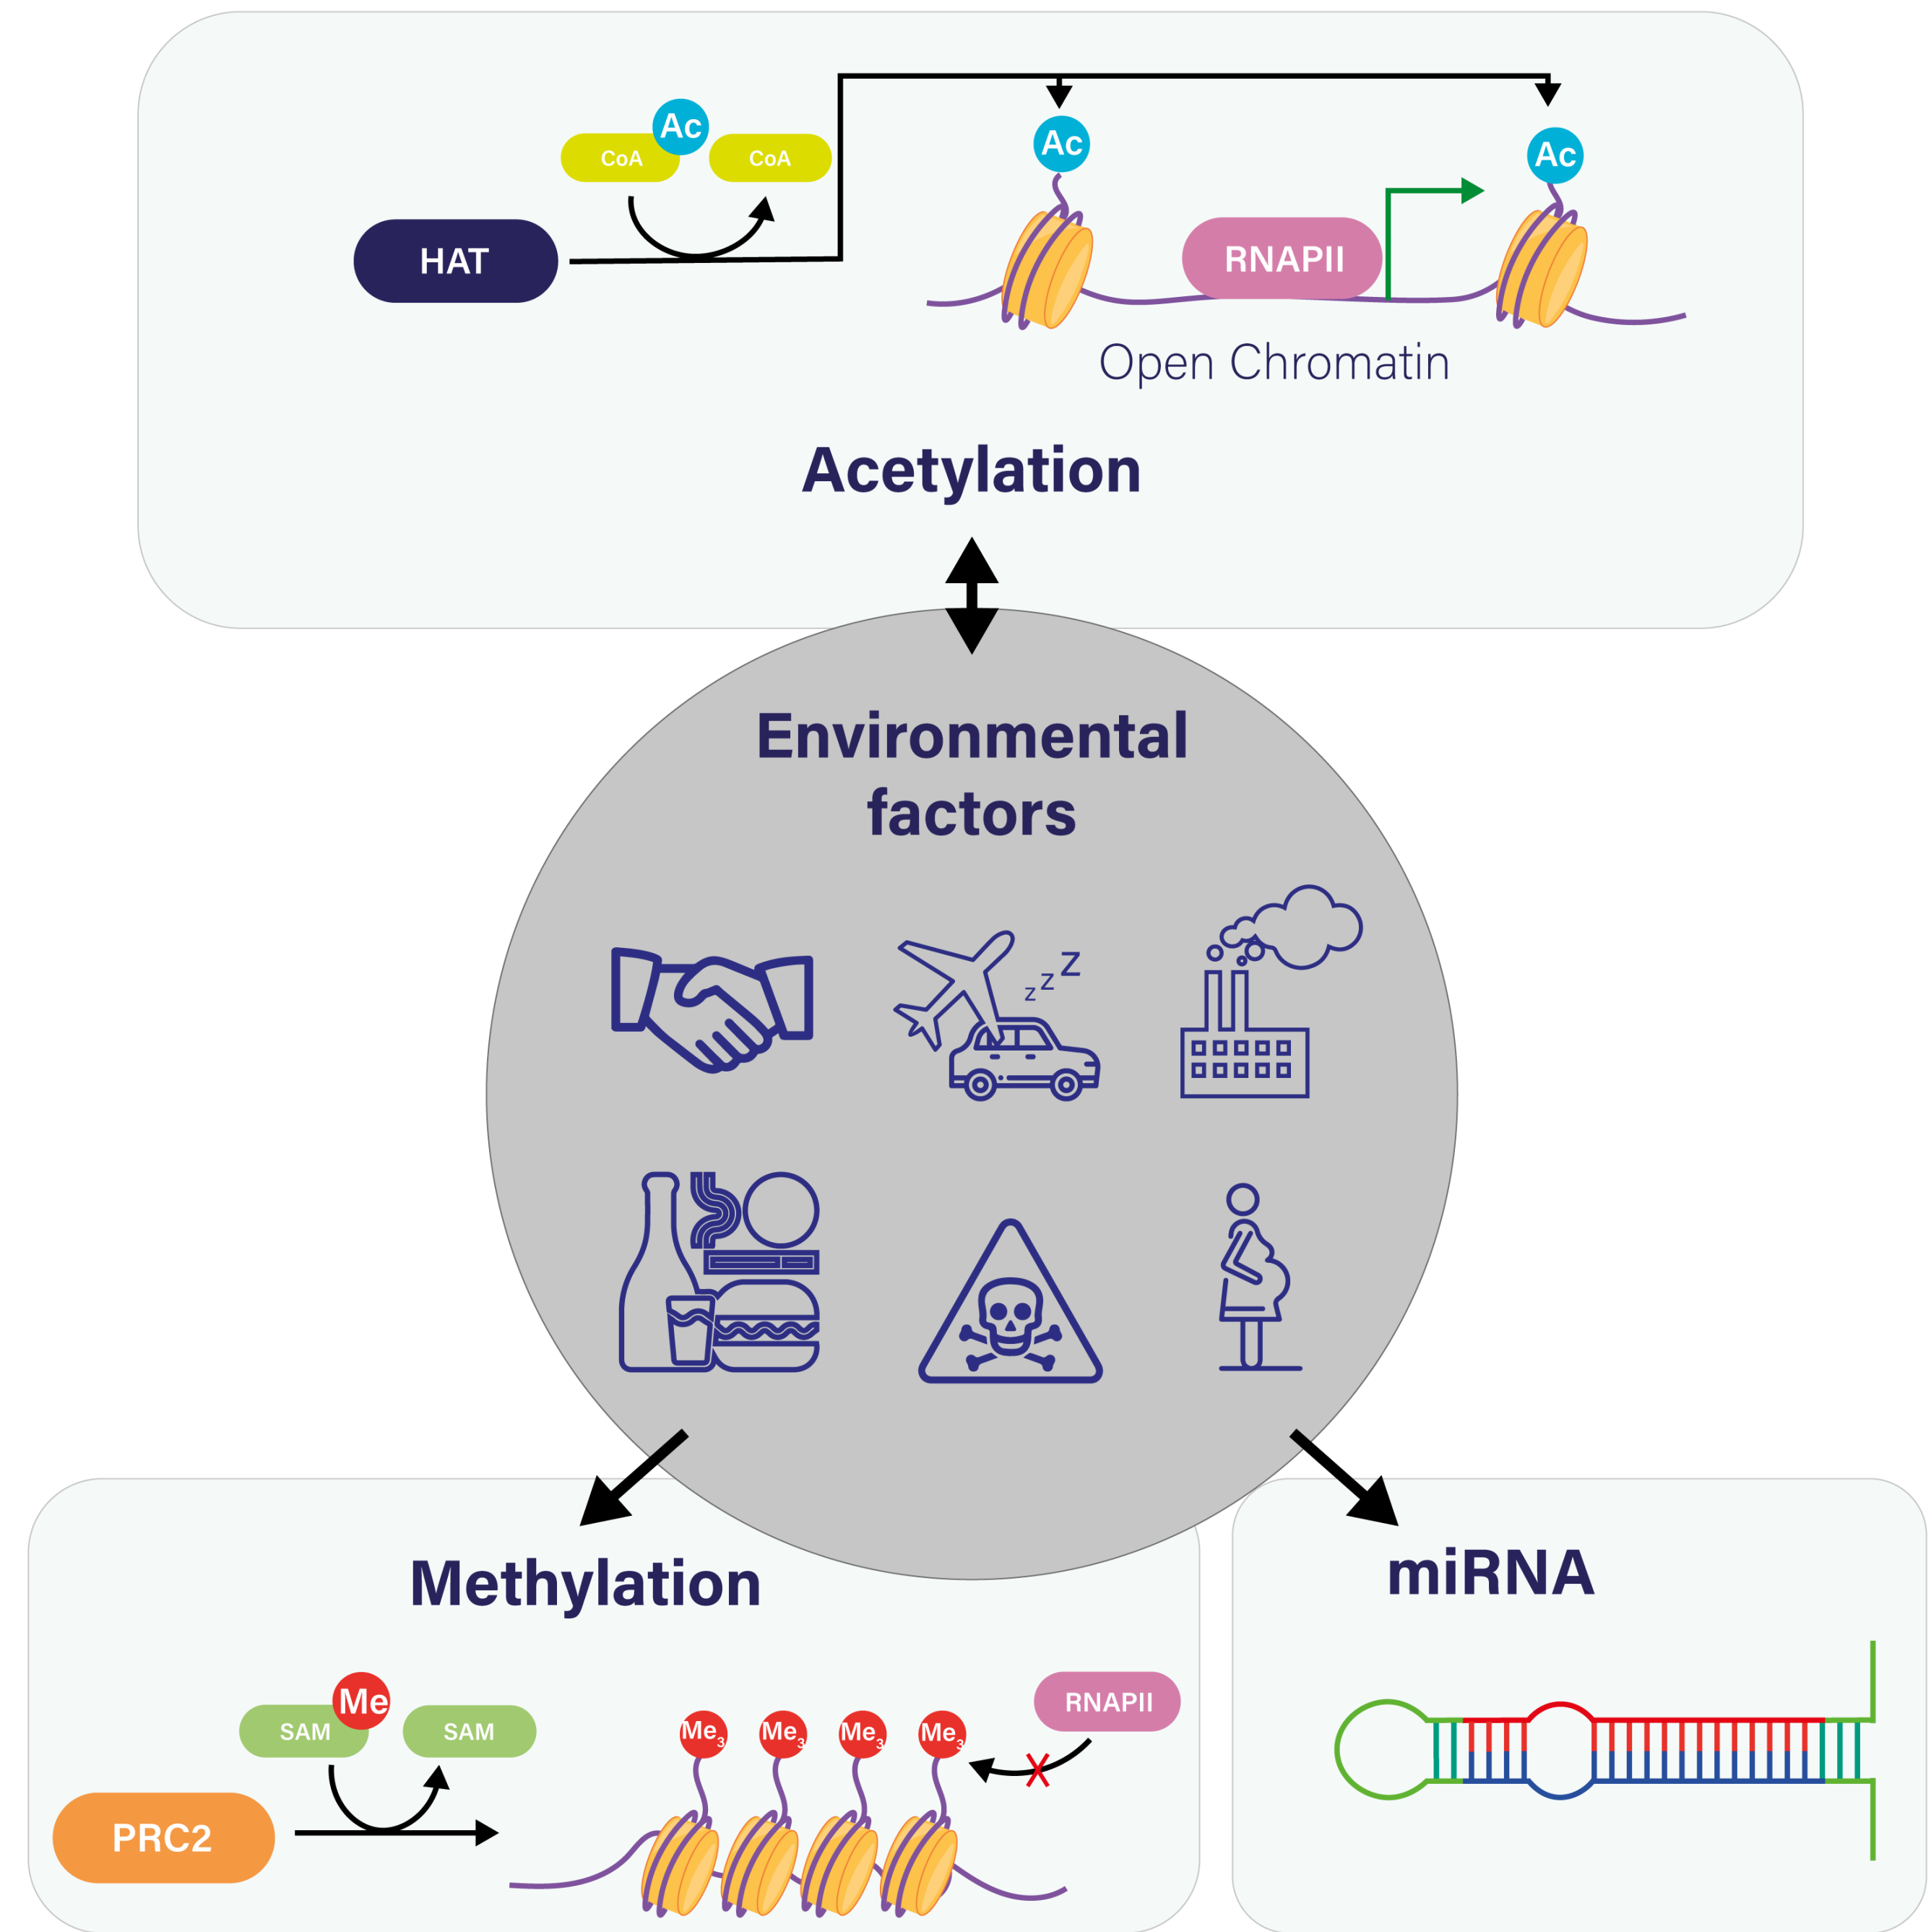 Ac
CoA
CoA
Ac
Ac
HAT
RNAPII
Open Chromatin
Acetylation
Environmental
factors
z z Z
Methylation
miRNA
Me
SAM
SAM
Me3
Me3
Me3
Me3
RNAPII
X
PRC2